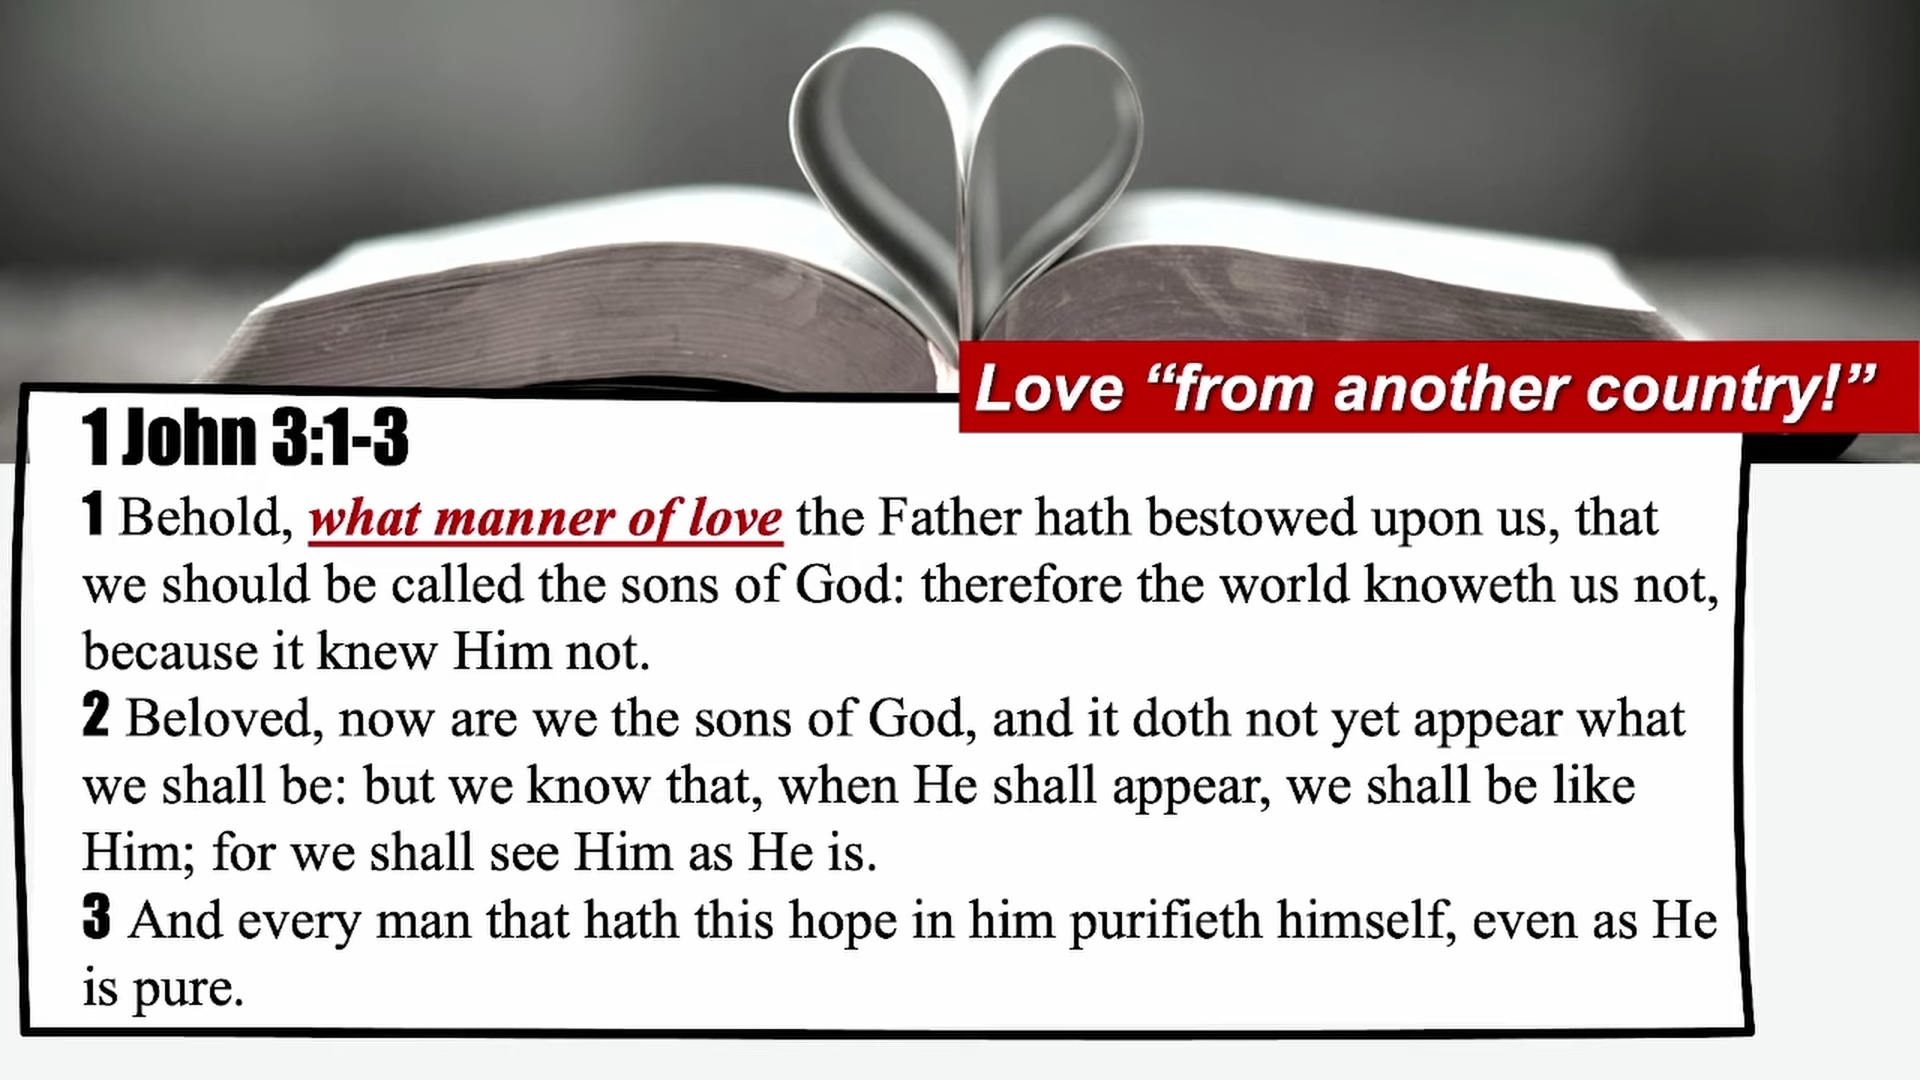 Love “from another country!”
1 John 3:1-3
1 Behold, what manner of love the Father hath bestowed upon us, that
we should be called the sons of God: therefore the world knoweth us not,
because it knew Him not.
2 Beloved, now are we the sons of God, and it doth not yet appear what
we shall be: but we know that, when He shall appear, we shall be like
Him; for we shall see Him as He is.
3 And every man that hath this hope in him purifieth himself, even as He
is pure.